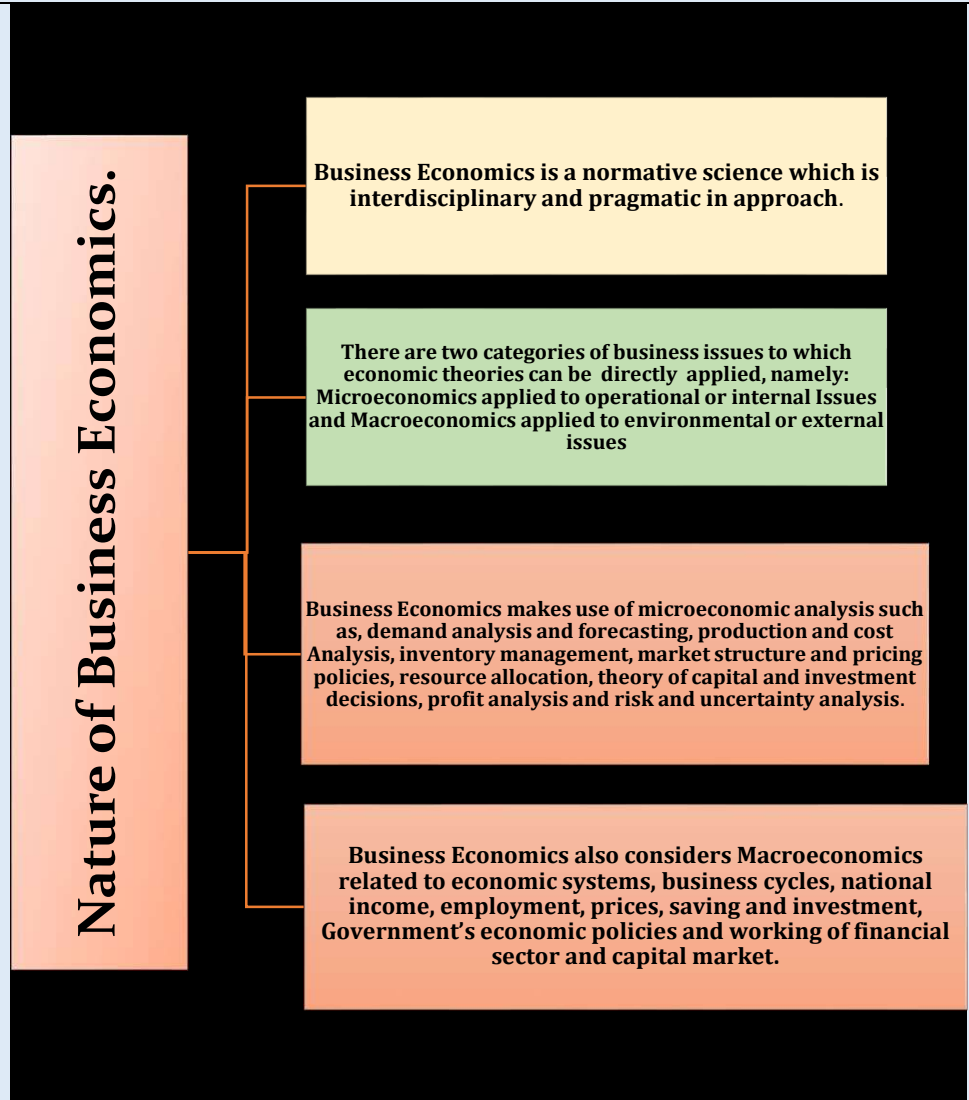 Nature of Business Economics.
Business Economics is a normative science which is
interdisciplinary and pragmatic in approach.
There are two categories of business issues to which
economic theories can be directly applied, namely:
Microeconomics applied to operational or internal Issues
and Macroeconomics applied to environmental or external
issues
Business Economics makes use of microeconomic analysis such
as, demand analysis and forecasting, production and cost
Analysis, inventory management, market structure and pricing
policies, resource allocation, theory of capital and investment
decisions, profit analysis and risk and uncertainty analysis.
Business Economics also considers Macroeconomics
related to economic systems, business cycles, national
income, employment, prices, saving and investment,
Government’s economic policies and working of financial
sector and capital market.